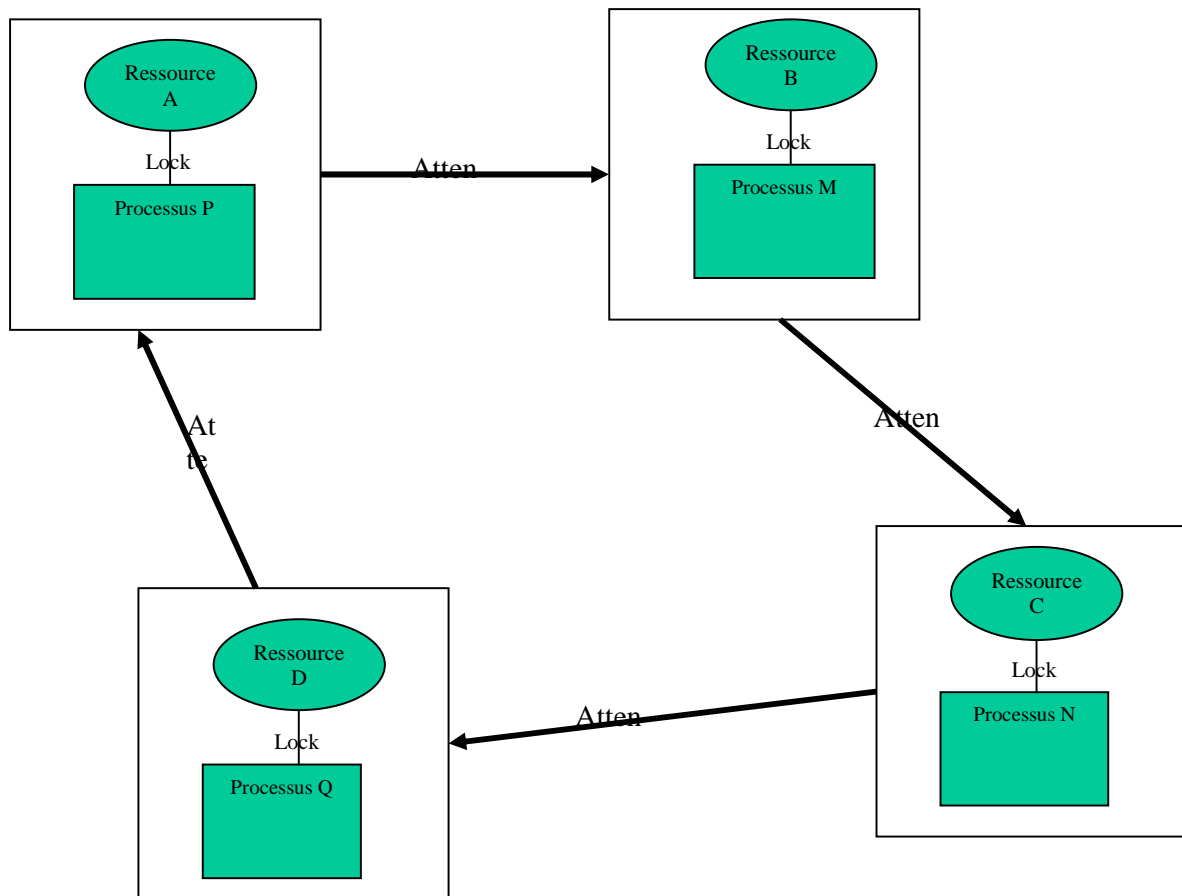 Ressource
A
Lock
Processus P
Atten
Ressource
B
Lock
Processus M
Atten
At
te
Ressource
C
Lock
Processus N
Atten
Ressource
D
Lock
Processus Q